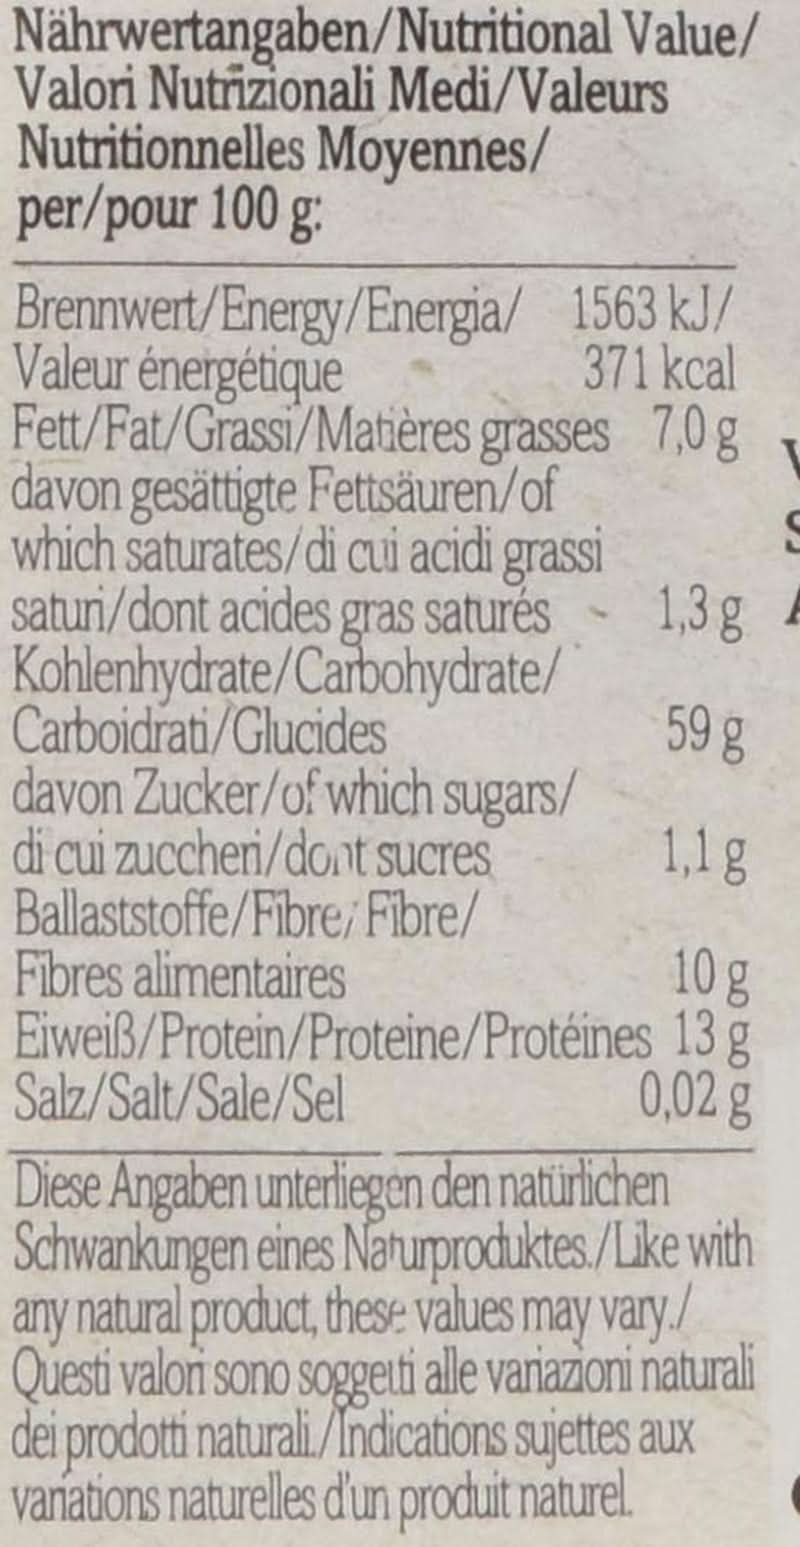 Nährwertangaben/Nutritional Value/
Valori Nutrizionali Medi/Valeurs
Nutritionnelles Moyennes/
per/pour 100 g:
Brennwert/Energy/Energia/ 1563 kJ/
Valeur énergétique 371 kcal
Fett/Fat/Grassi/Matières grasses 7,0 g
davon gesättigte Fettsäuren/of
which saturates/di cui acidi grassi
saturi/dont acides gras saturés 1,3 g
Kohlenhydrate/Carbohydrate/
Carboidrati/Glucides 59 g
davon Zucker/of which sugars/
di cui zuccheri/dont sucres 1,1 g
Ballaststoffe/Fibre/ Fibre/
Fibres alimentaires 10 g
Eiweiß/Protein/Proteine/Protéines 13 g
Salz/Salt/Sale/Sel 0,02 g
Diese Angaben unterliegen den natürlichen
Schwankungen eines Naturproduktes./Like with
any natural product, these values may vary./
Questi valori sono soggetti alle variazioni naturali
dei prodotti naturali./Indications sujettes aux
variations naturelles d'un produit naturel.